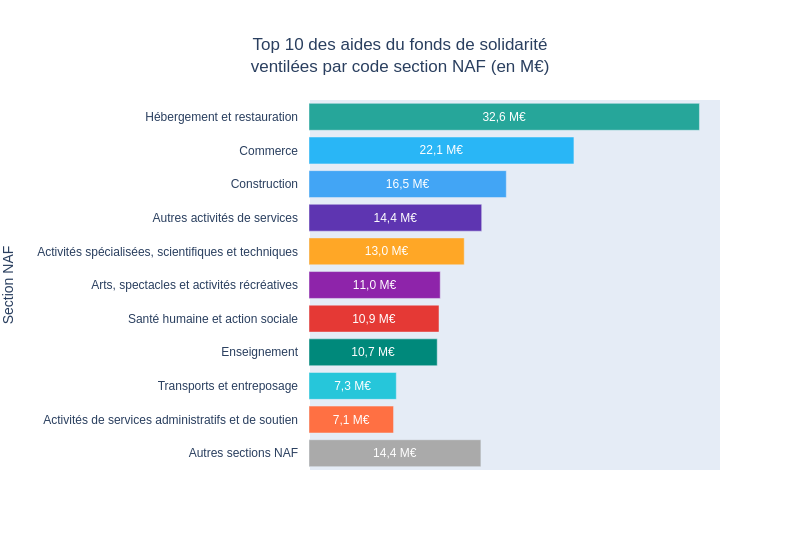 Top 10 des aides du fonds de solidarité
ventilées par code section NAF (en M€)
Section NAF
Hébergement et restauration 32,6 M€
Commerce 22,1 M€
Construction 16,5 M€
Autres activités de services 14,4 M€
Activités spécialisées, scientifiques et techniques 13,0 M€
Arts, spectacles et activités récréatives 11,0 M€
Santé humaine et action sociale 10,9 M€
Enseignement 10,7 M€
Transports et entreposage 7,3 M€
Activités de services administratifs et de soutien 7,1 M€
Autres sections NAF 14,4 M€